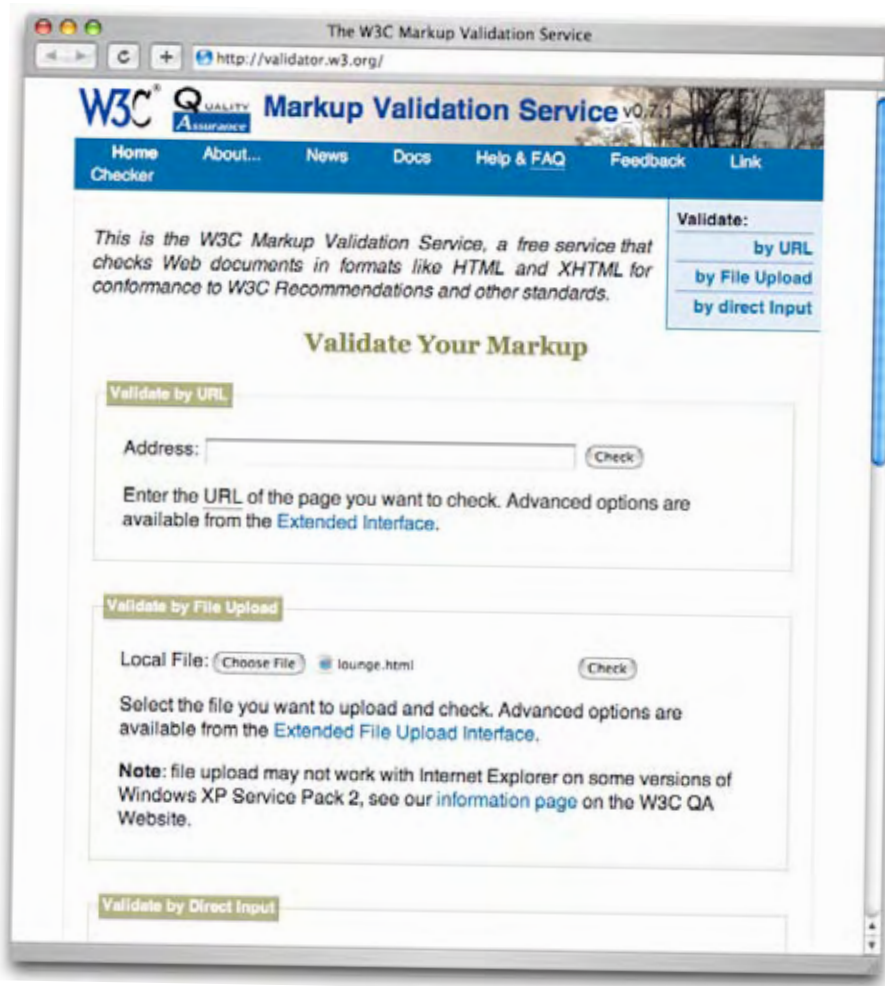 The W3C Markup Validation Service
http://validator.w3.org/
W3C® QUALITY Assurance Markup Validation Service v0.7.1
Home About... News Docs Help & FAQ Feedback Link
Checker
Validate:
by URL
by File Upload
by direct Input
This is the W3C Markup Validation Service, a free service that
checks Web documents in formats like HTML and XHTML for
conformance to W3C Recommendations and other standards.
Validate Your Markup
Validate by URL
Address: Check
Enter the URL of the page you want to check. Advanced options are
available from the Extended Interface.
Validate by File Upload
Local File: Choose File lounge.html Check
Select the file you want to upload and check. Advanced options are
available from the Extended File Upload Interface.
Note: file upload may not work with Internet Explorer on some versions of
Windows XP Service Pack 2, see our information page on the W3C QA
Website.
Validate by Direct Input